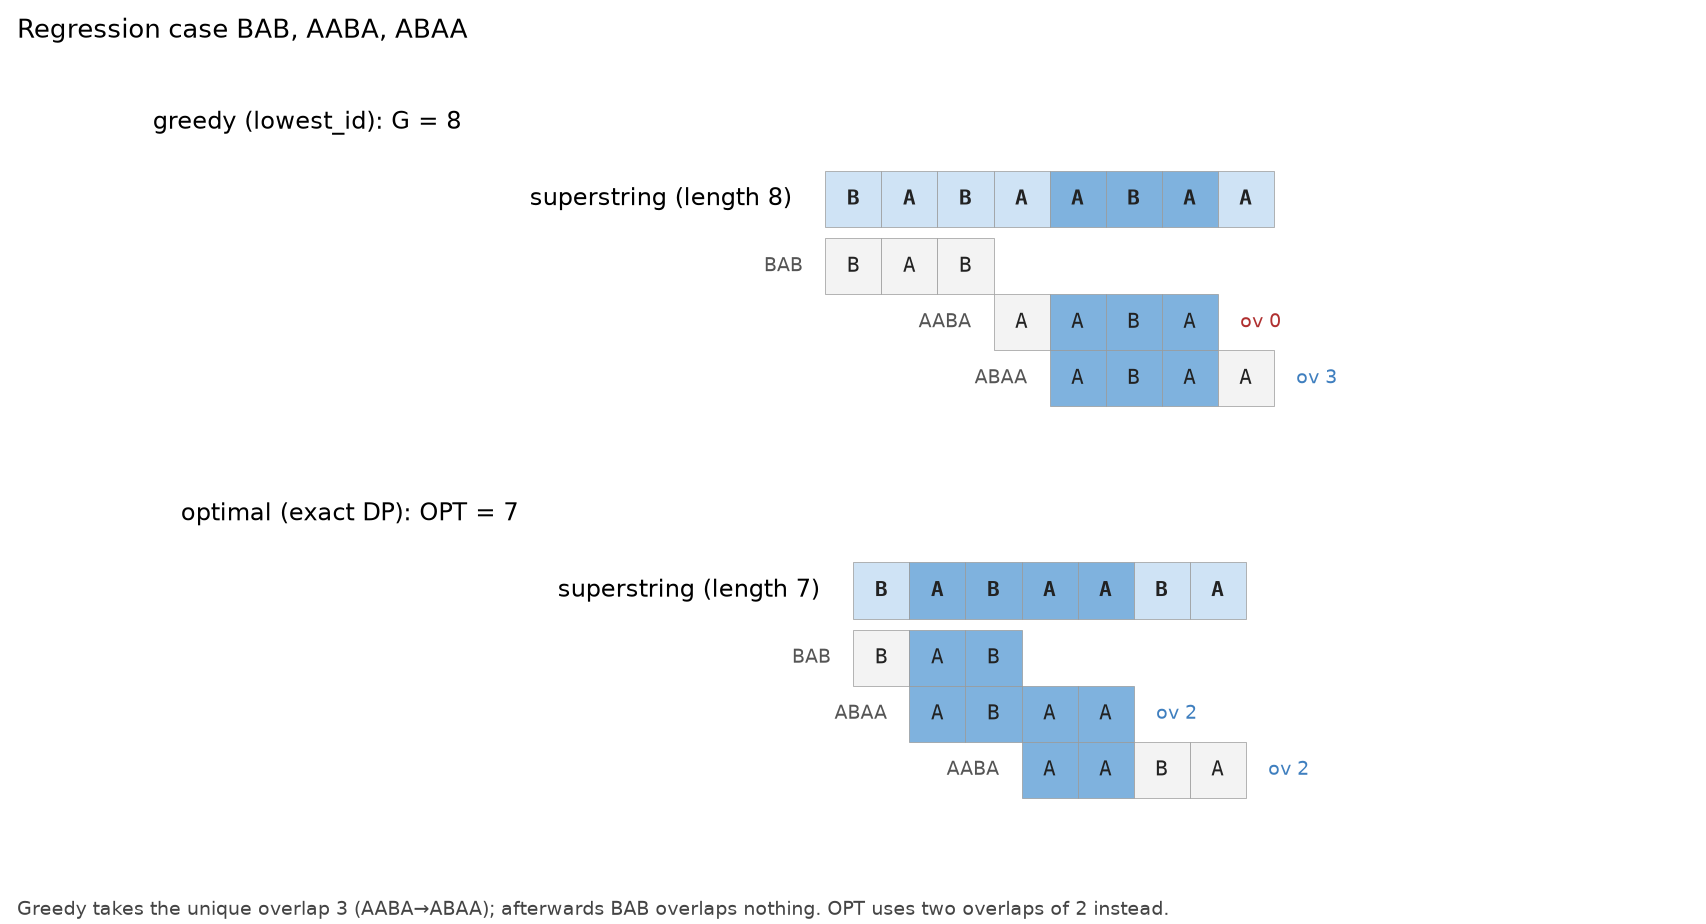 Regression case BAB, AABA, ABAA
greedy (lowest_id): G = 8
superstring (length 8) B A B A A B A A
BAB B A B
AABA A A B A ov 0
ABAA A B A A ov 3
optimal (exact DP): OPT = 7
superstring (length 7) B A B A A B A
BAB B A B
ABAA A B A A ov 2
AABA A A B A ov 2
Greedy takes the unique overlap 3 (AABA→ABAA); afterwards BAB overlaps nothing. OPT uses two overlaps of 2 instead.